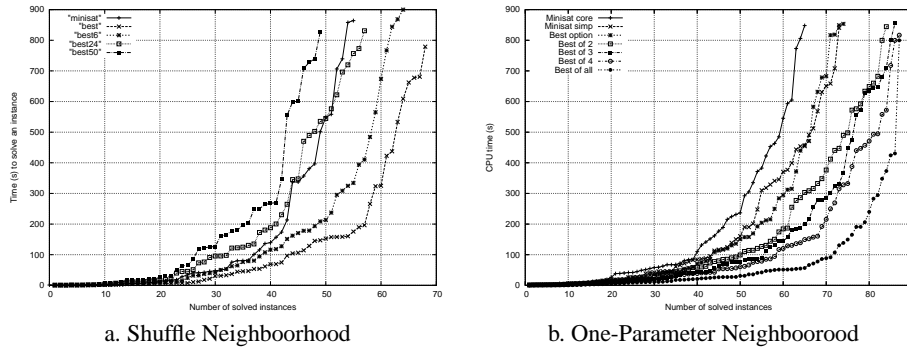 900
800
700
600
500
400
300
200
100
0
Time (s) to solve an instance
"minisat"
"best"
"best6"
"best24"
"best50"
0 10 20 30 40 50 60 70
Number of solved instances
a. Shuffle Neighboorhood
900
800
700
600
500
400
300
200
100
0
CPU time (s)
Minisat core
Minisat simp
Best option
Best of 2
Best of 3
Best of 4
Best of all
0 10 20 30 40 50 60 70 80
Number of solved instances
b. One-Parameter Neighboorood